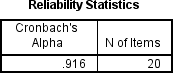 Reliability Statistics
Cronbach's
Alpha
N of Items
.916
20